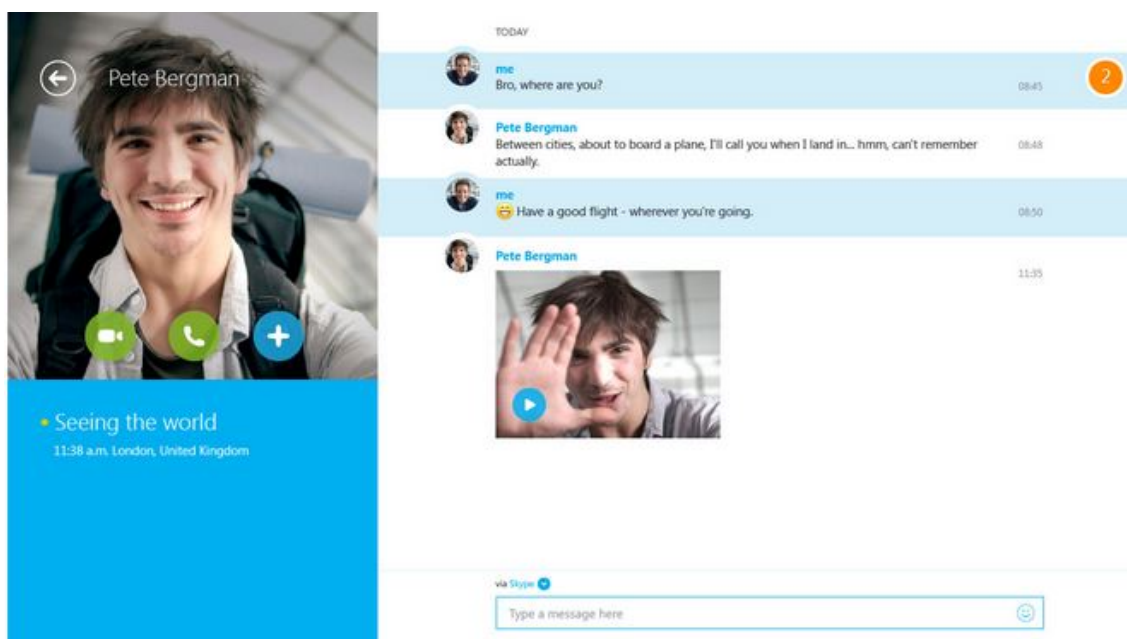 Pete Bergman
Seeing the world
11:38 a.m. London, United Kingdom
TODAY
me
Bro, where are you?
08:45
2
Pete Bergman
Between cities, about to board a plane, I'll call you when I land in... hmm, can't remember
actually.
08:48
me
Have a good flight - wherever you're going.
08:50
Pete Bergman
11:35
via Skype
Type a message here